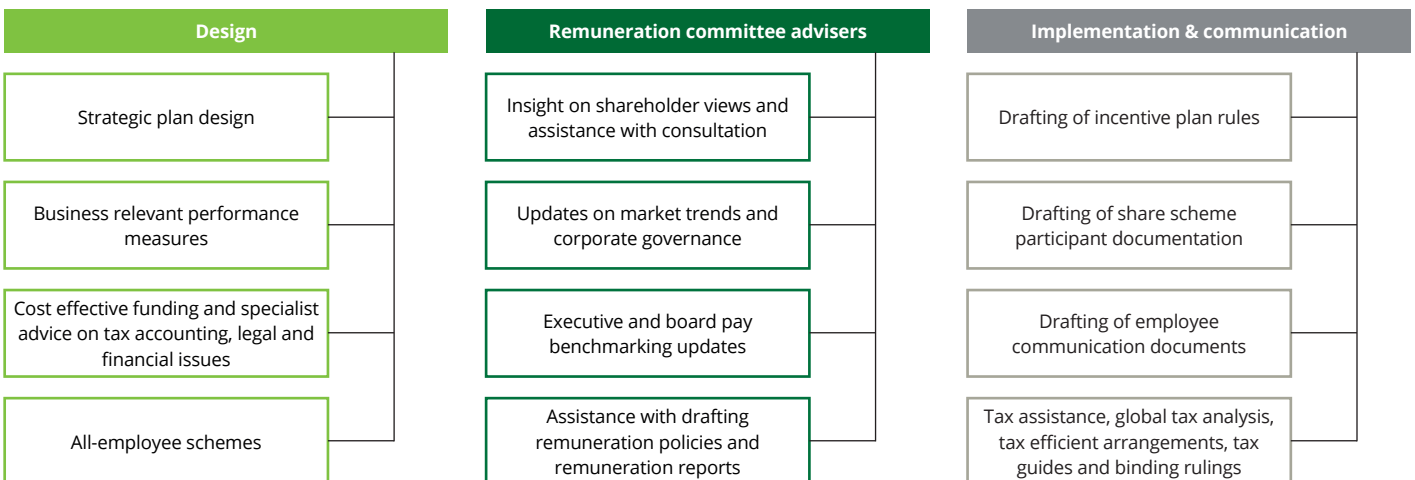 Design
Strategic plan design
Business relevant performance
measures
Cost effective funding and specialist
advice on tax accounting, legal and
financial issues
All-employee schemes
Remuneration committee advisers
Insight on shareholder views and
assistance with consultation
Updates on market trends and
corporate governance
Executive and board pay
benchmarking updates
Assistance with drafting
remuneration policies and
remuneration reports
Implementation & communication
Drafting of incentive plan rules
Drafting of share scheme
participant documentation
Drafting of employee
communication documents
Tax assistance, global tax analysis,
tax efficient arrangements, tax
guides and binding rulings